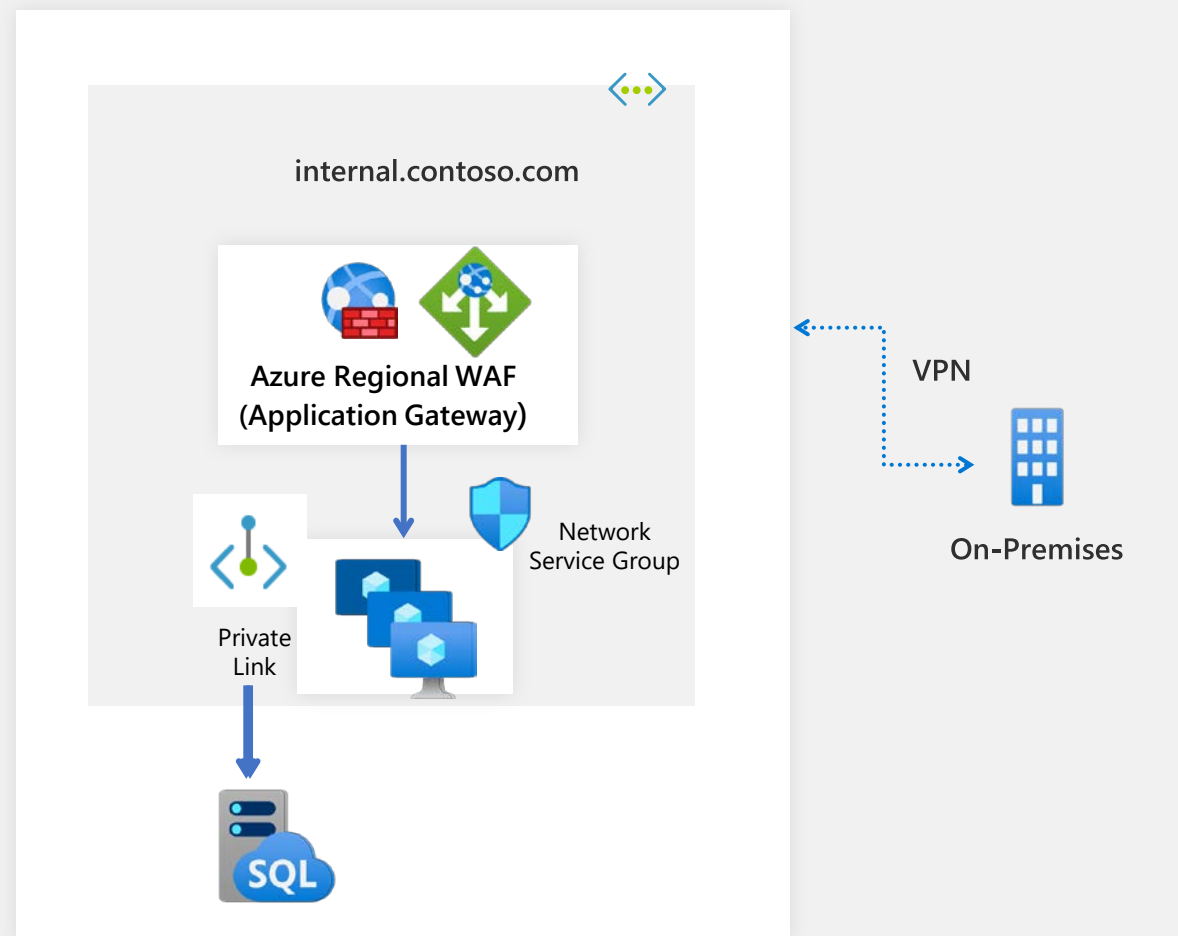 internal.contoso.com
Azure Regional WAF
(Application Gateway)
VPN
Network
Service Group
On-Premises
Private
Link
SQL